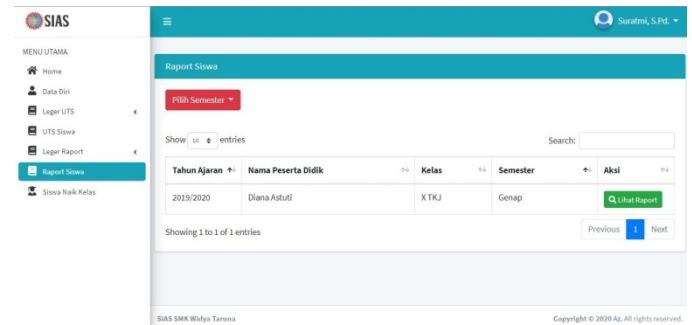 SIAS
Suratmi, S.Pd.
MENU UTAMA
Home
Data Diri
Leger UTS
UTS Siswa
Leger Raport
Raport Siswa
Siswa Naik Kelas
Raport Siswa
Pilih Semester
Show 10 entries
Search:
Tahun Ajaran Nama Peserta Didik Kelas Semester Aksi
2019/2020 Diana Astuti X TKJ Genap Lihat Raport
Showing 1 to 1 of 1 entries
Previous 1 Next
SIAS SMK Widya Taruna
Copyright © 2020 Az. All rights reserved.